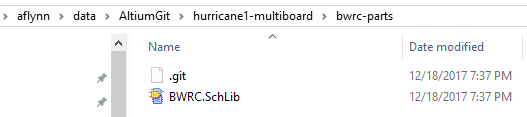 › aflynn › data › AltiumGit › hurricane1-multiboard › bwrc-parts
Name Date modified
.git 12/18/2017 7:37 PM
BWRC.SchLib 12/18/2017 7:37 PM